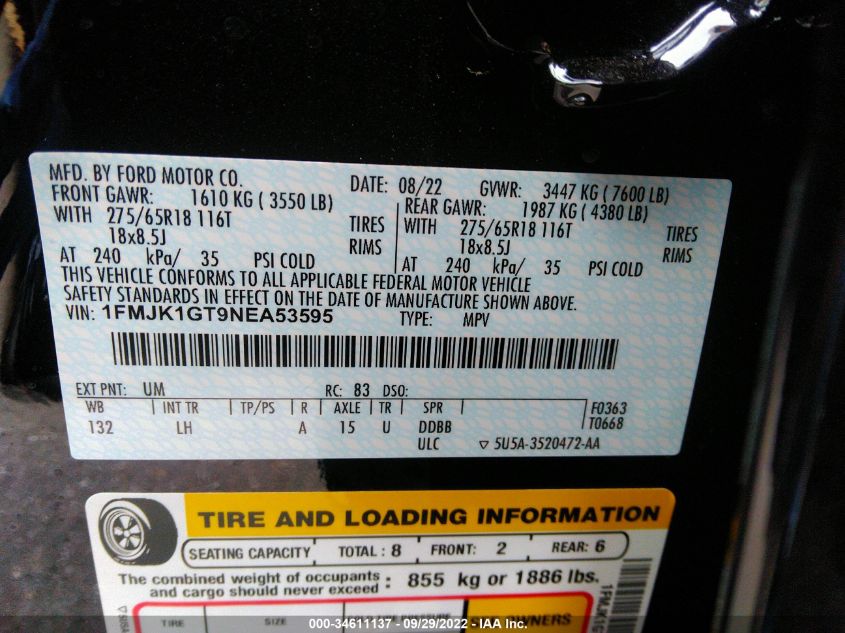 MFD. BY FORD MOTOR CO. DATE: 08/22 GVWR: 3447 KG ( 7600 LB)
FRONT GAWR: 1610 KG ( 3550 LB) REAR GAWR: 1987 KG ( 4380 LB)
WITH 275/65R18 116T TIRES WITH 275/65R18 116T TIRES
18x8.5J RIMS 18x8.5J RIMS
AT 240 kPa/ 35 PSI COLD AT 240 kPa/ 35 PSI COLD
THIS VEHICLE CONFORMS TO ALL APPLICABLE FEDERAL MOTOR VEHICLE
SAFETY STANDARDS IN EFFECT ON THE DATE OF MANUFACTURE SHOWN ABOVE.
VIN: 1FMJK1GT9NEA53595 TYPE: MPV
EXT PNT: UM RC: 83 DSO:
WB INT TR TP/PS R AXLE TR SPR F0363
132 LH A 15 U DDBB T0668
ULC ▽ 5U5A-3520472-AA
TIRE AND LOADING INFORMATION
SEATING CAPACITY TOTAL : 8 FRONT: 2 REAR: 6
The combined weight of occupants
and cargo should never exceed : 855 kg or 1886 lbs.
TIRE SIZE OWNERS
000-34611137 - 09/29/2022 - IAA Inc.